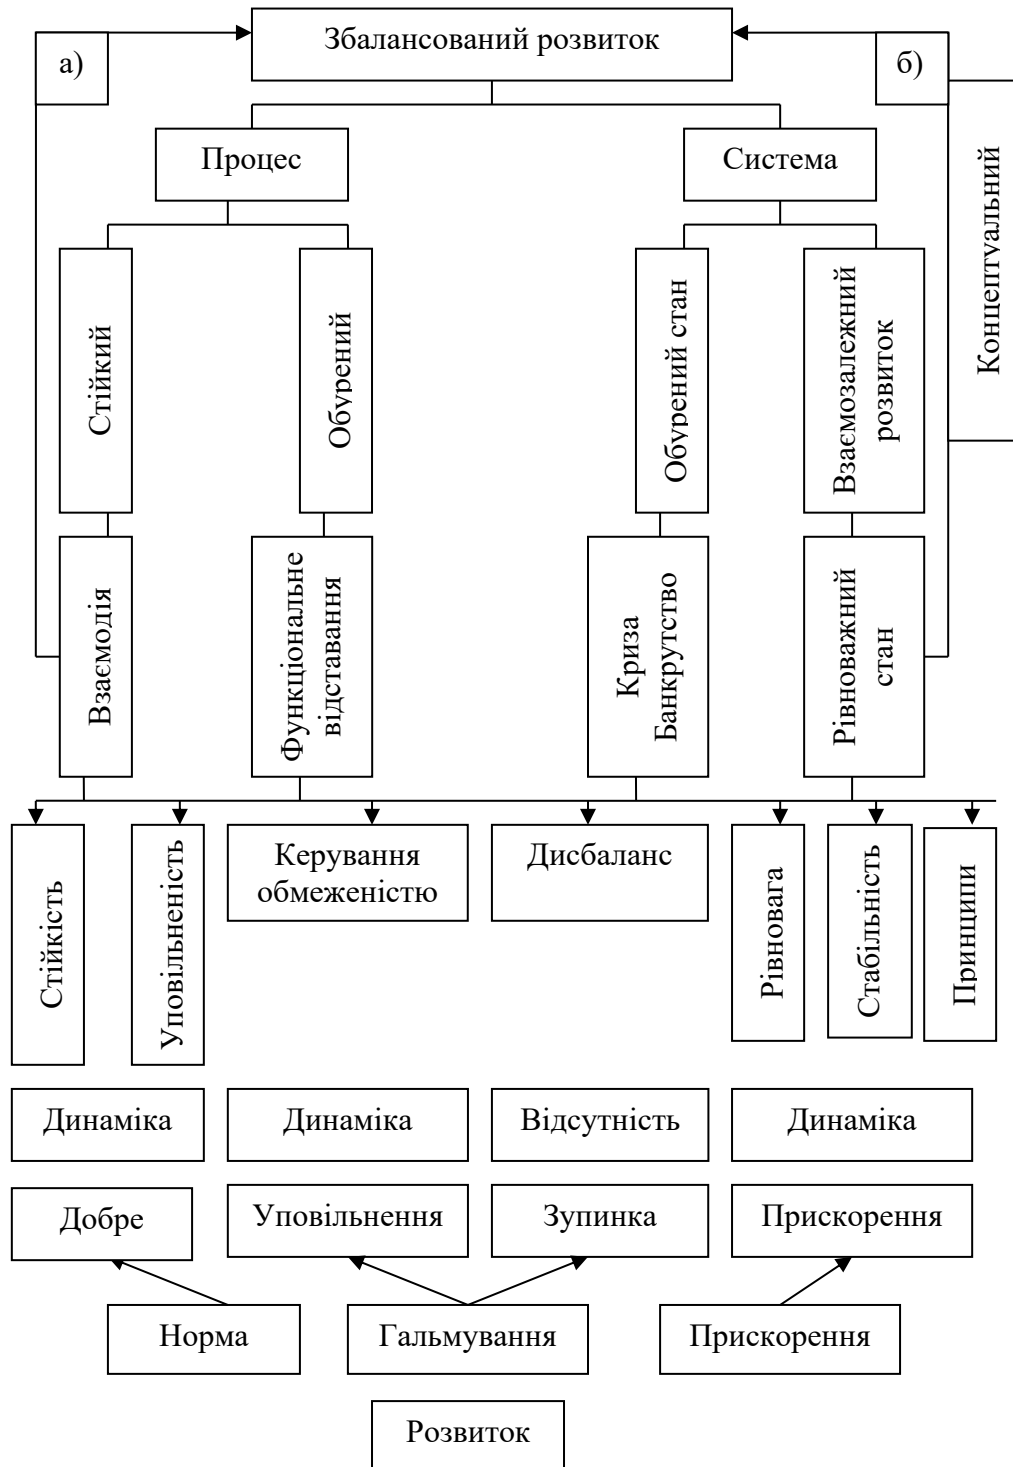 Збалансований розвиток
а)
б)
Процес
Система
Концептуальний
Стійкий
Обурений
Обурений стан
Взаємозалежний
розвиток
Взаємодія
Функціональне
відставання
Криза
Банкрутство
Рівноважний
стан
Стійкість
Уповільненість
Керування
обмеженістю
Дисбаланс
Рівновага
Стабільність
Принципи
Динаміка
Динаміка
Відсутність
Динаміка
Добре
Уповільнення
Зупинка
Прискорення
Норма
Гальмування
Прискорення
Розвиток